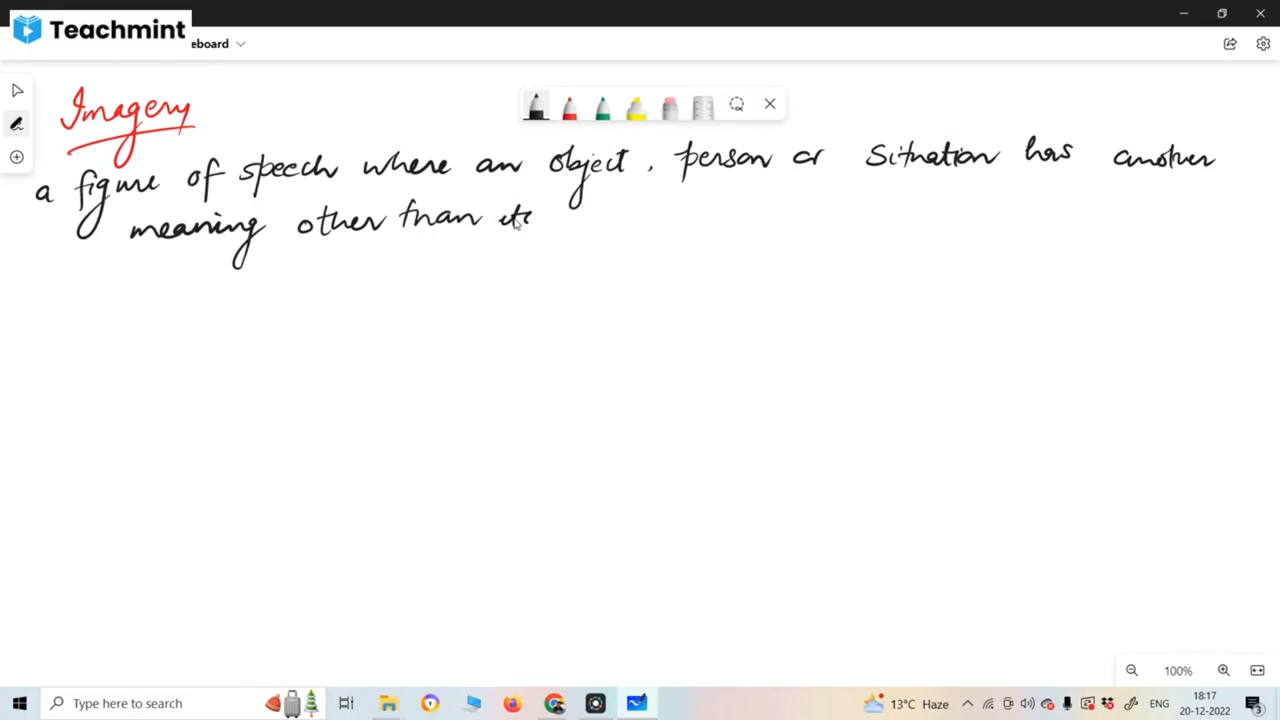 Teachmint
eboard
Imagery
a figure of speech where an object, person or situation has another
meaning other than its
100%
Type here to search
13°C Haze
ENG
18:17
20-12-2022
3